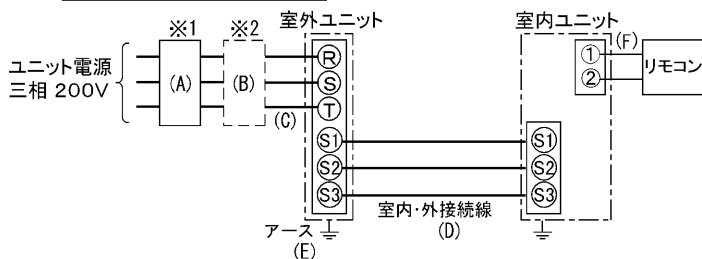 ※1
※2
室外ユニット
室内ユニット
ユニット電源
三相 200V
(A)
(B)
(C)
R
S
T
S1
S2
S3
アース
(E)
室内・外接続線
(D)
S1
S2
S3
1
2
(F)
リモコン